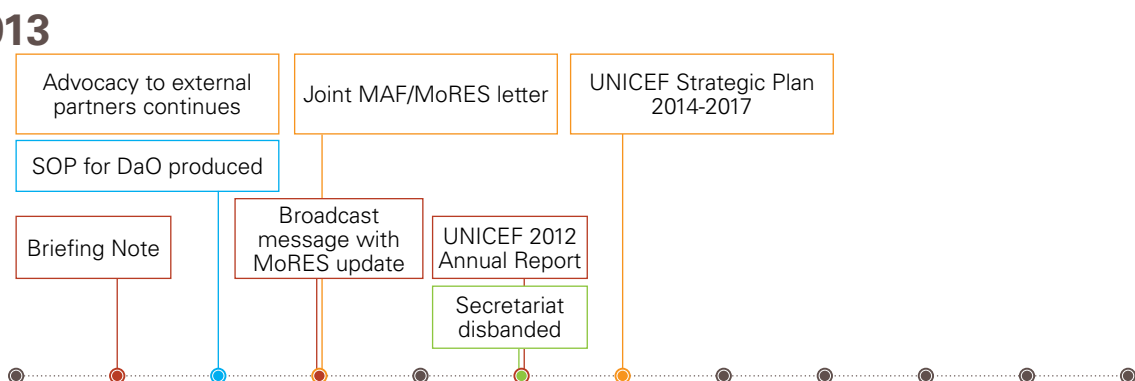 013
Advocacy to external
partners continues
Joint MAF/MoRES letter
UNICEF Strategic Plan
2014-2017
SOP for DaO produced
Briefing Note
Broadcast
message with
MoRES update
UNICEF 2012
Annual Report
Secretariat
disbanded